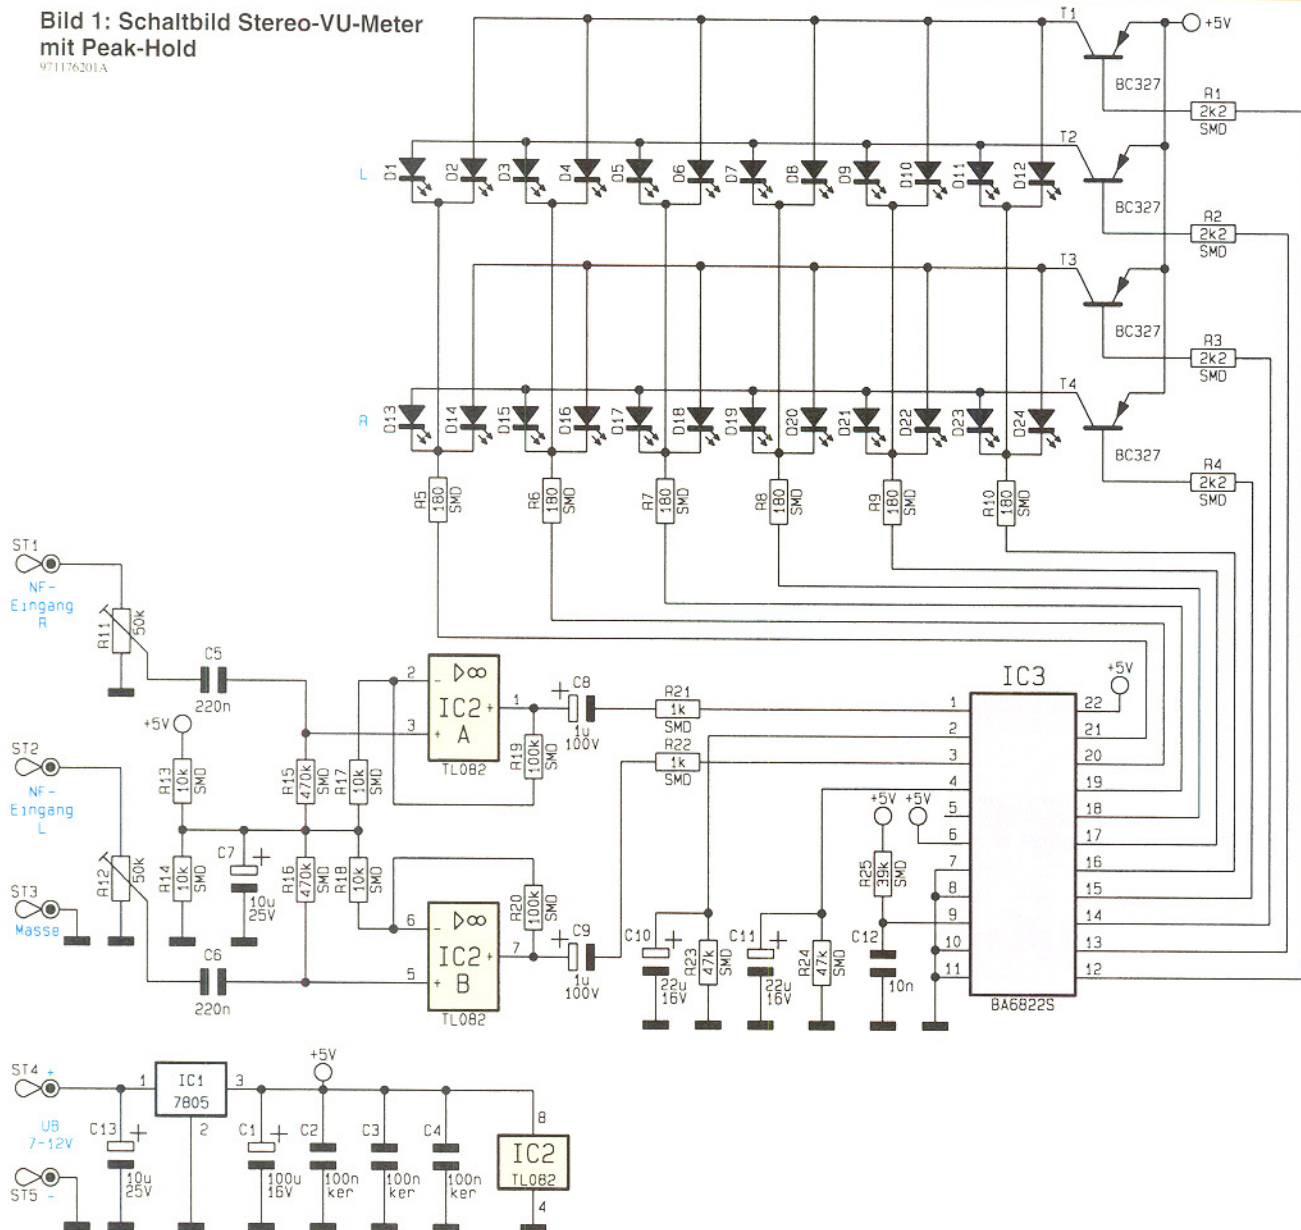 Bild 1: Schaltbild Stereo-VU-Meter
mit Peak-Hold
971176201A
T1
+5V
BC327
R1
2k2
SMD
T2
L
D1
D2
D3
D4
D5
D6
D7
D8
D9
D10
D11
D12
BC327
R2
2k2
SMD
T3
BC327
R3
2k2
SMD
T4
R
D13
D14
D15
D16
D17
D18
D19
D20
D21
D22
D23
D24
BC327
R4
2k2
SMD
R5
180
SMD
R6
180
SMD
R7
180
SMD
R8
180
SMD
R9
180
SMD
R10
180
SMD
ST1
NF-
Eingang
R
R11
50k
C5
220n
+5V
ST2
NF-
Eingang
L
R12
50k
ST3
Masse
R13
10k
SMD
R14
10k
SMD
C7
+
10u
25V
R15
470k
SMD
R16
470k
SMD
R17
10k
SMD
R18
10k
SMD
C6
220n
2
-
3
+
▷∞
IC2
A
+
1
TL082
R19
100k
SMD
+
C8
1u
100V
R20
100k
SMD
6
-
5
+
▷∞
IC2
B
+
7
TL082
+
C9
1u
100V
R21
1k
SMD
R22
1k
SMD
C10
+
22u
16V
R23
47k
SMD
C11
+
22u
16V
R24
47k
SMD
+5V
+5V
R25
39k
SMD
C12
10n
IC3
+5V
1
2
3
4
5
6
7
8
9
10
11
22
21
20
19
18
17
16
15
14
13
12
BA6822S
ST4 +
UB
7-12V
ST5 -
C13
+
10u
25V
1
IC1
7805
3
2
C1
+
100u
16V
+5V
C2
100n
ker
C3
100n
ker
C4
100n
ker
8
IC2
TL082
4